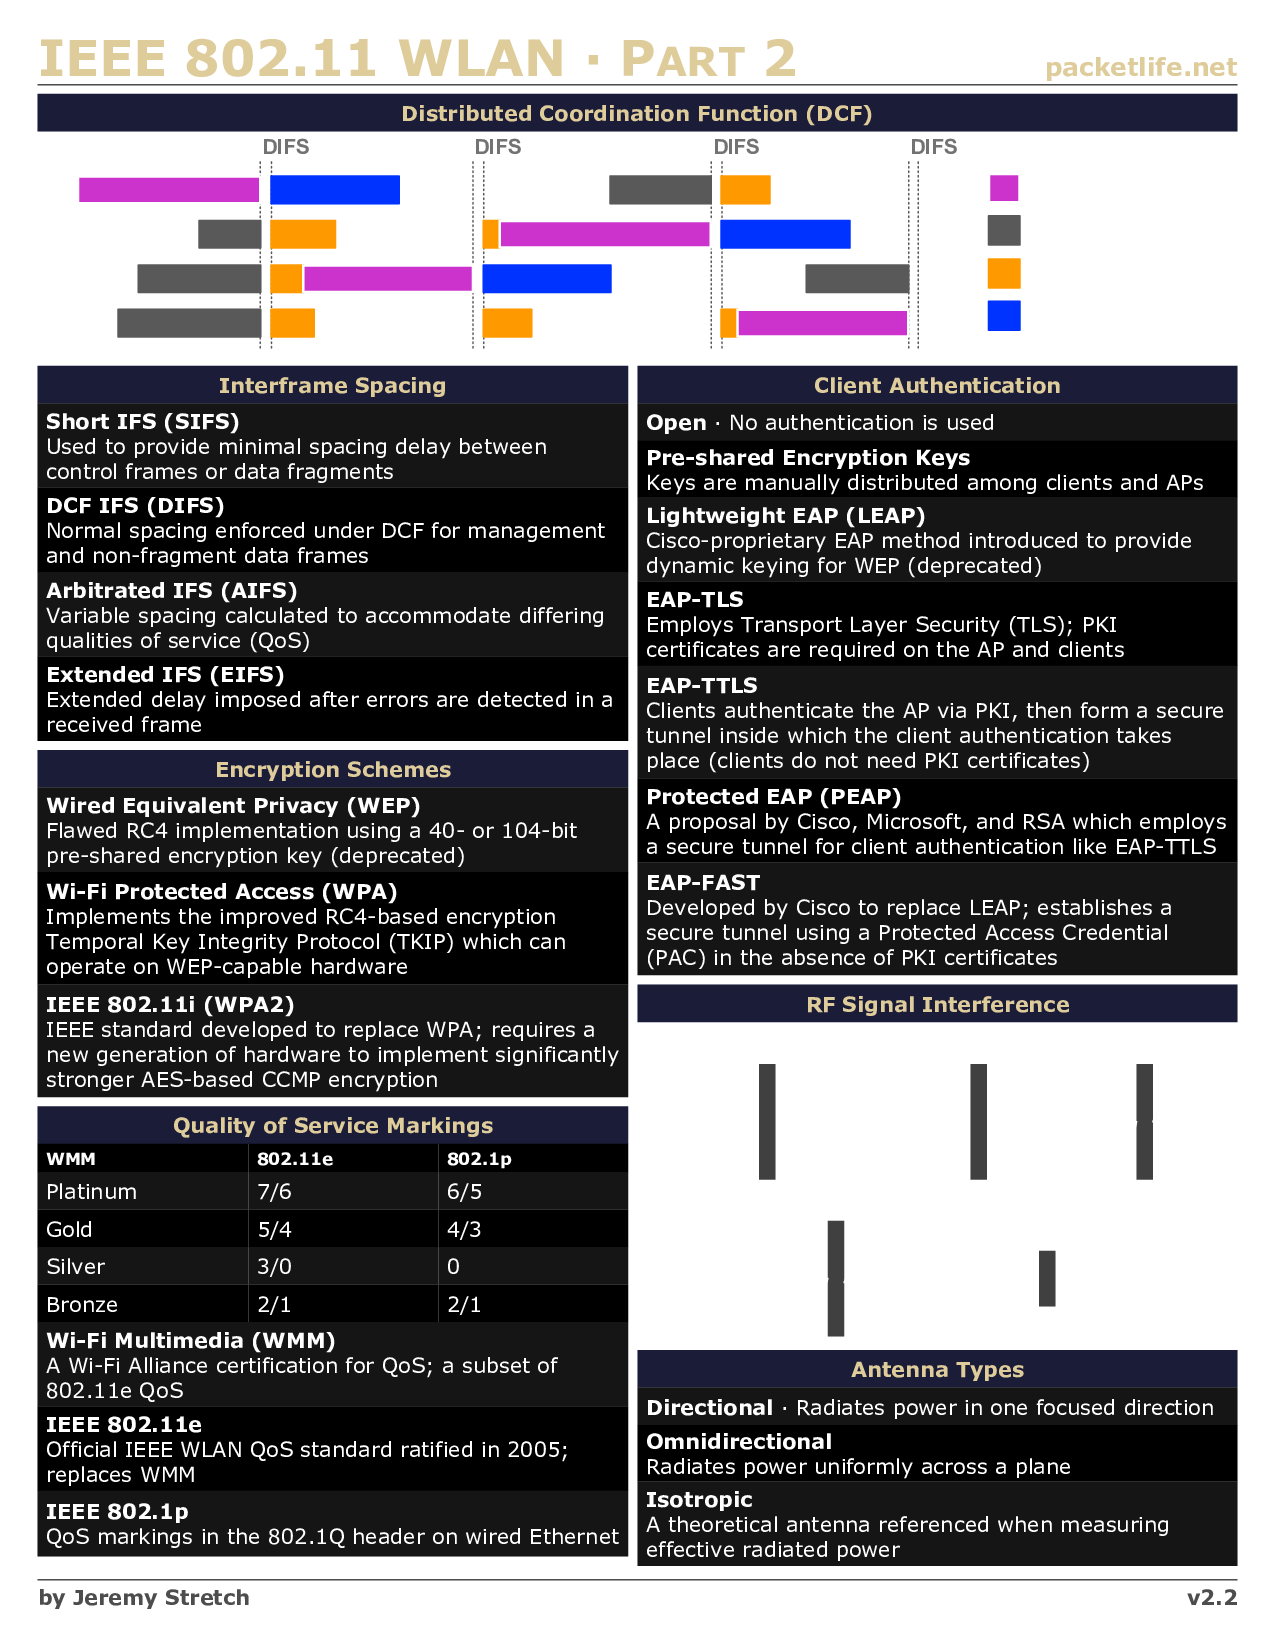 IEEE 802.11 WLAN · PART 2
packetlife.net
Distributed Coordination Function (DCF)
DIFS DIFS DIFS DIFS
Interframe Spacing
Short IFS (SIFS)
Used to provide minimal spacing delay between
control frames or data fragments
DCF IFS (DIFS)
Normal spacing enforced under DCF for management
and non-fragment data frames
Arbitrated IFS (AIFS)
Variable spacing calculated to accommodate differing
qualities of service (QoS)
Extended IFS (EIFS)
Extended delay imposed after errors are detected in a
received frame
Encryption Schemes
Wired Equivalent Privacy (WEP)
Flawed RC4 implementation using a 40- or 104-bit
pre-shared encryption key (deprecated)
Wi-Fi Protected Access (WPA)
Implements the improved RC4-based encryption
Temporal Key Integrity Protocol (TKIP) which can
operate on WEP-capable hardware
IEEE 802.11i (WPA2)
IEEE standard developed to replace WPA; requires a
new generation of hardware to implement significantly
stronger AES-based CCMP encryption
Quality of Service Markings
WMM 802.11e 802.1p
Platinum 7/6 6/5
Gold 5/4 4/3
Silver 3/0 0
Bronze 2/1 2/1
Wi-Fi Multimedia (WMM)
A Wi-Fi Alliance certification for QoS; a subset of
802.11e QoS
IEEE 802.11e
Official IEEE WLAN QoS standard ratified in 2005;
replaces WMM
IEEE 802.1p
QoS markings in the 802.1Q header on wired Ethernet
Client Authentication
Open · No authentication is used
Pre-shared Encryption Keys
Keys are manually distributed among clients and APs
Lightweight EAP (LEAP)
Cisco-proprietary EAP method introduced to provide
dynamic keying for WEP (deprecated)
EAP-TLS
Employs Transport Layer Security (TLS); PKI
certificates are required on the AP and clients
EAP-TTLS
Clients authenticate the AP via PKI, then form a secure
tunnel inside which the client authentication takes
place (clients do not need PKI certificates)
Protected EAP (PEAP)
A proposal by Cisco, Microsoft, and RSA which employs
a secure tunnel for client authentication like EAP-TTLS
EAP-FAST
Developed by Cisco to replace LEAP; establishes a
secure tunnel using a Protected Access Credential
(PAC) in the absence of PKI certificates
RF Signal Interference
Antenna Types
Directional · Radiates power in one focused direction
Omnidirectional
Radiates power uniformly across a plane
Isotropic
A theoretical antenna referenced when measuring
effective radiated power
by Jeremy Stretch
v2.2